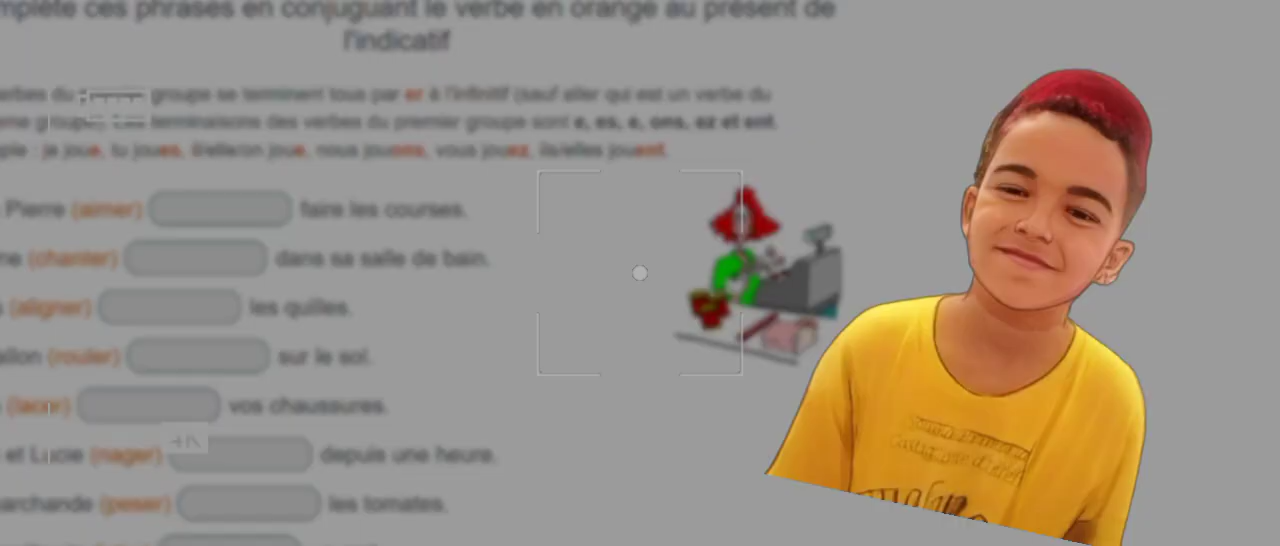 mplète ces phrases en conjuguant le verbe en orange au présent de
l'indicatif
erbes du premier groupe se terminent tous par er à l'infinitif (sauf aller qui est un verbe du
ème groupe). Les terminaisons des verbes du premier groupe sont e, es, e, ons, ez et ent.
ple : je joue, tu joues, il/elle/on joue, nous jouons, vous jouez, ils/elles jouent.
Pierre (aimer) faire les courses.
me (chanter) dans sa salle de bain.
s (aligner) les quilles.
allon (rouler) sur le sol.
(lacer) vos chaussures.
et Lucie (nager) depuis une heure.
archande (peser) les tomates.